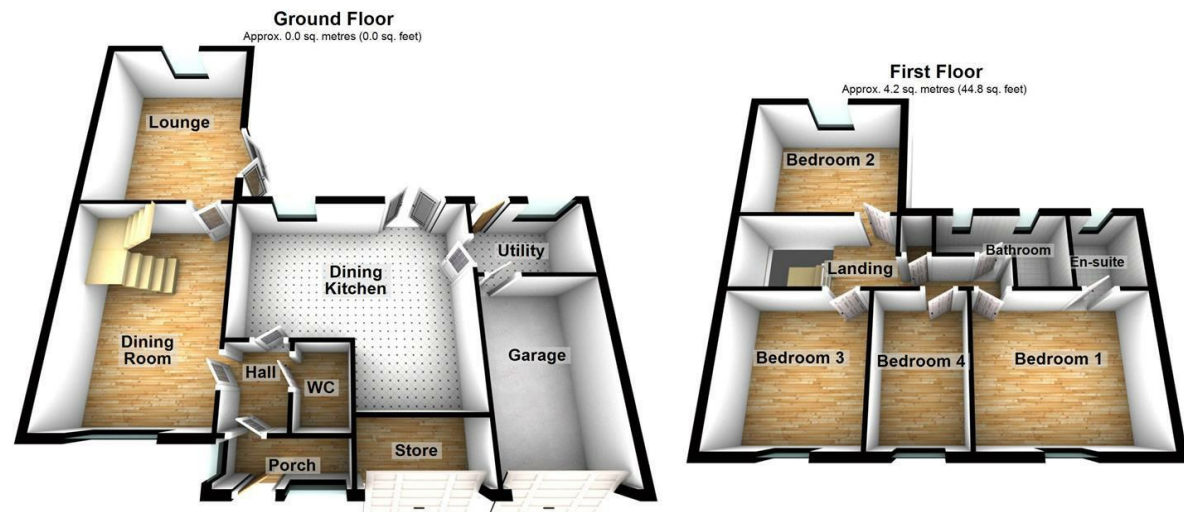 Ground Floor
Approx. 0.0 sq. metres (0.0 sq. feet)
Lounge
Utility
Dining
Kitchen
Dining
Room
Hall
WC
Garage
Porch
Store
First Floor
Approx. 4.2 sq. metres (44.8 sq. feet)
Bedroom 2
Bathroom
En-suite
Landing
Bedroom 3
Bedroom 4
Bedroom 1